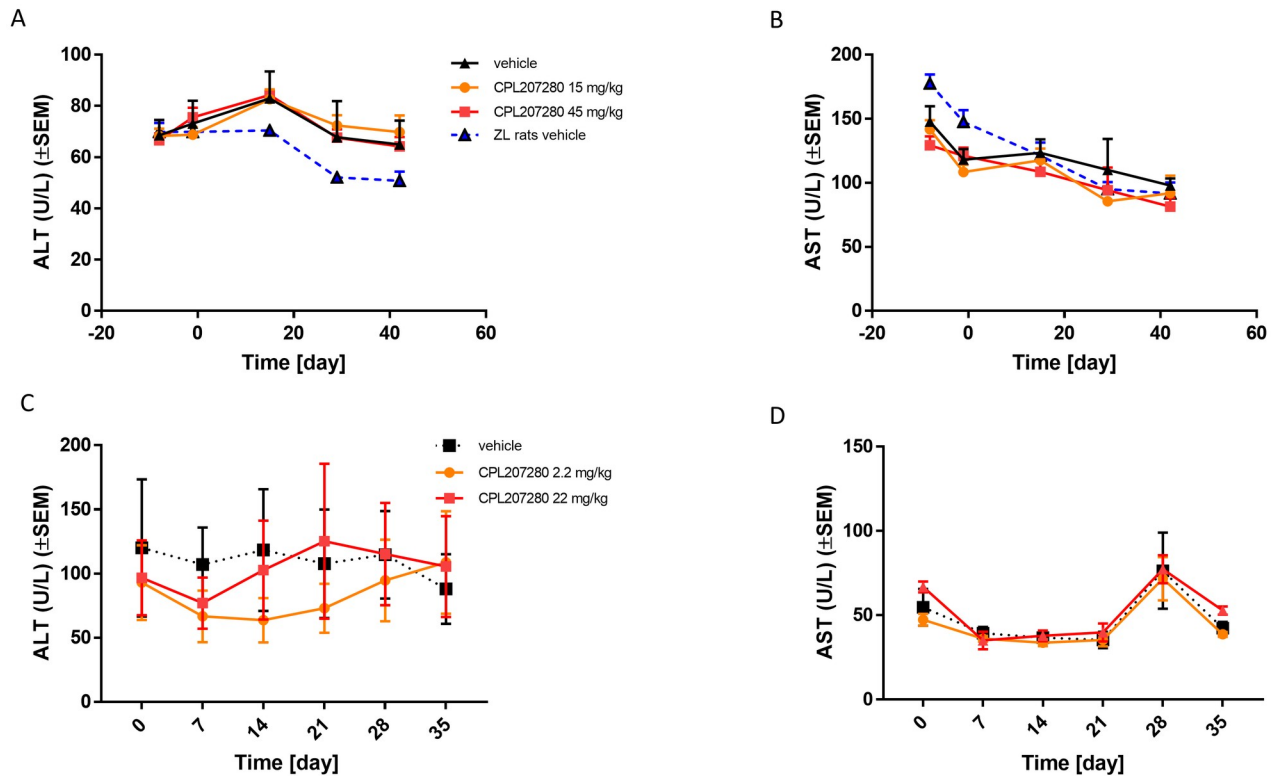 A
100
80
60
40
20
0
-20 0 20 40 60
ALT (U/L) (±SEM)
Time [day]
vehicle
CPL207280 15 mg/kg
CPL207280 45 mg/kg
ZL rats vehicle
B
200
150
100
50
0
-20 0 20 40 60
AST (U/L) (±SEM)
Time [day]
C
200
150
100
50
0
0 7 14 21 28 35
ALT (U/L) (±SEM)
Time [day]
vehicle
CPL207280 2.2 mg/kg
CPL207280 22 mg/kg
D
150
100
50
0
0 7 14 21 28 35
AST (U/L) (±SEM)
Time [day]